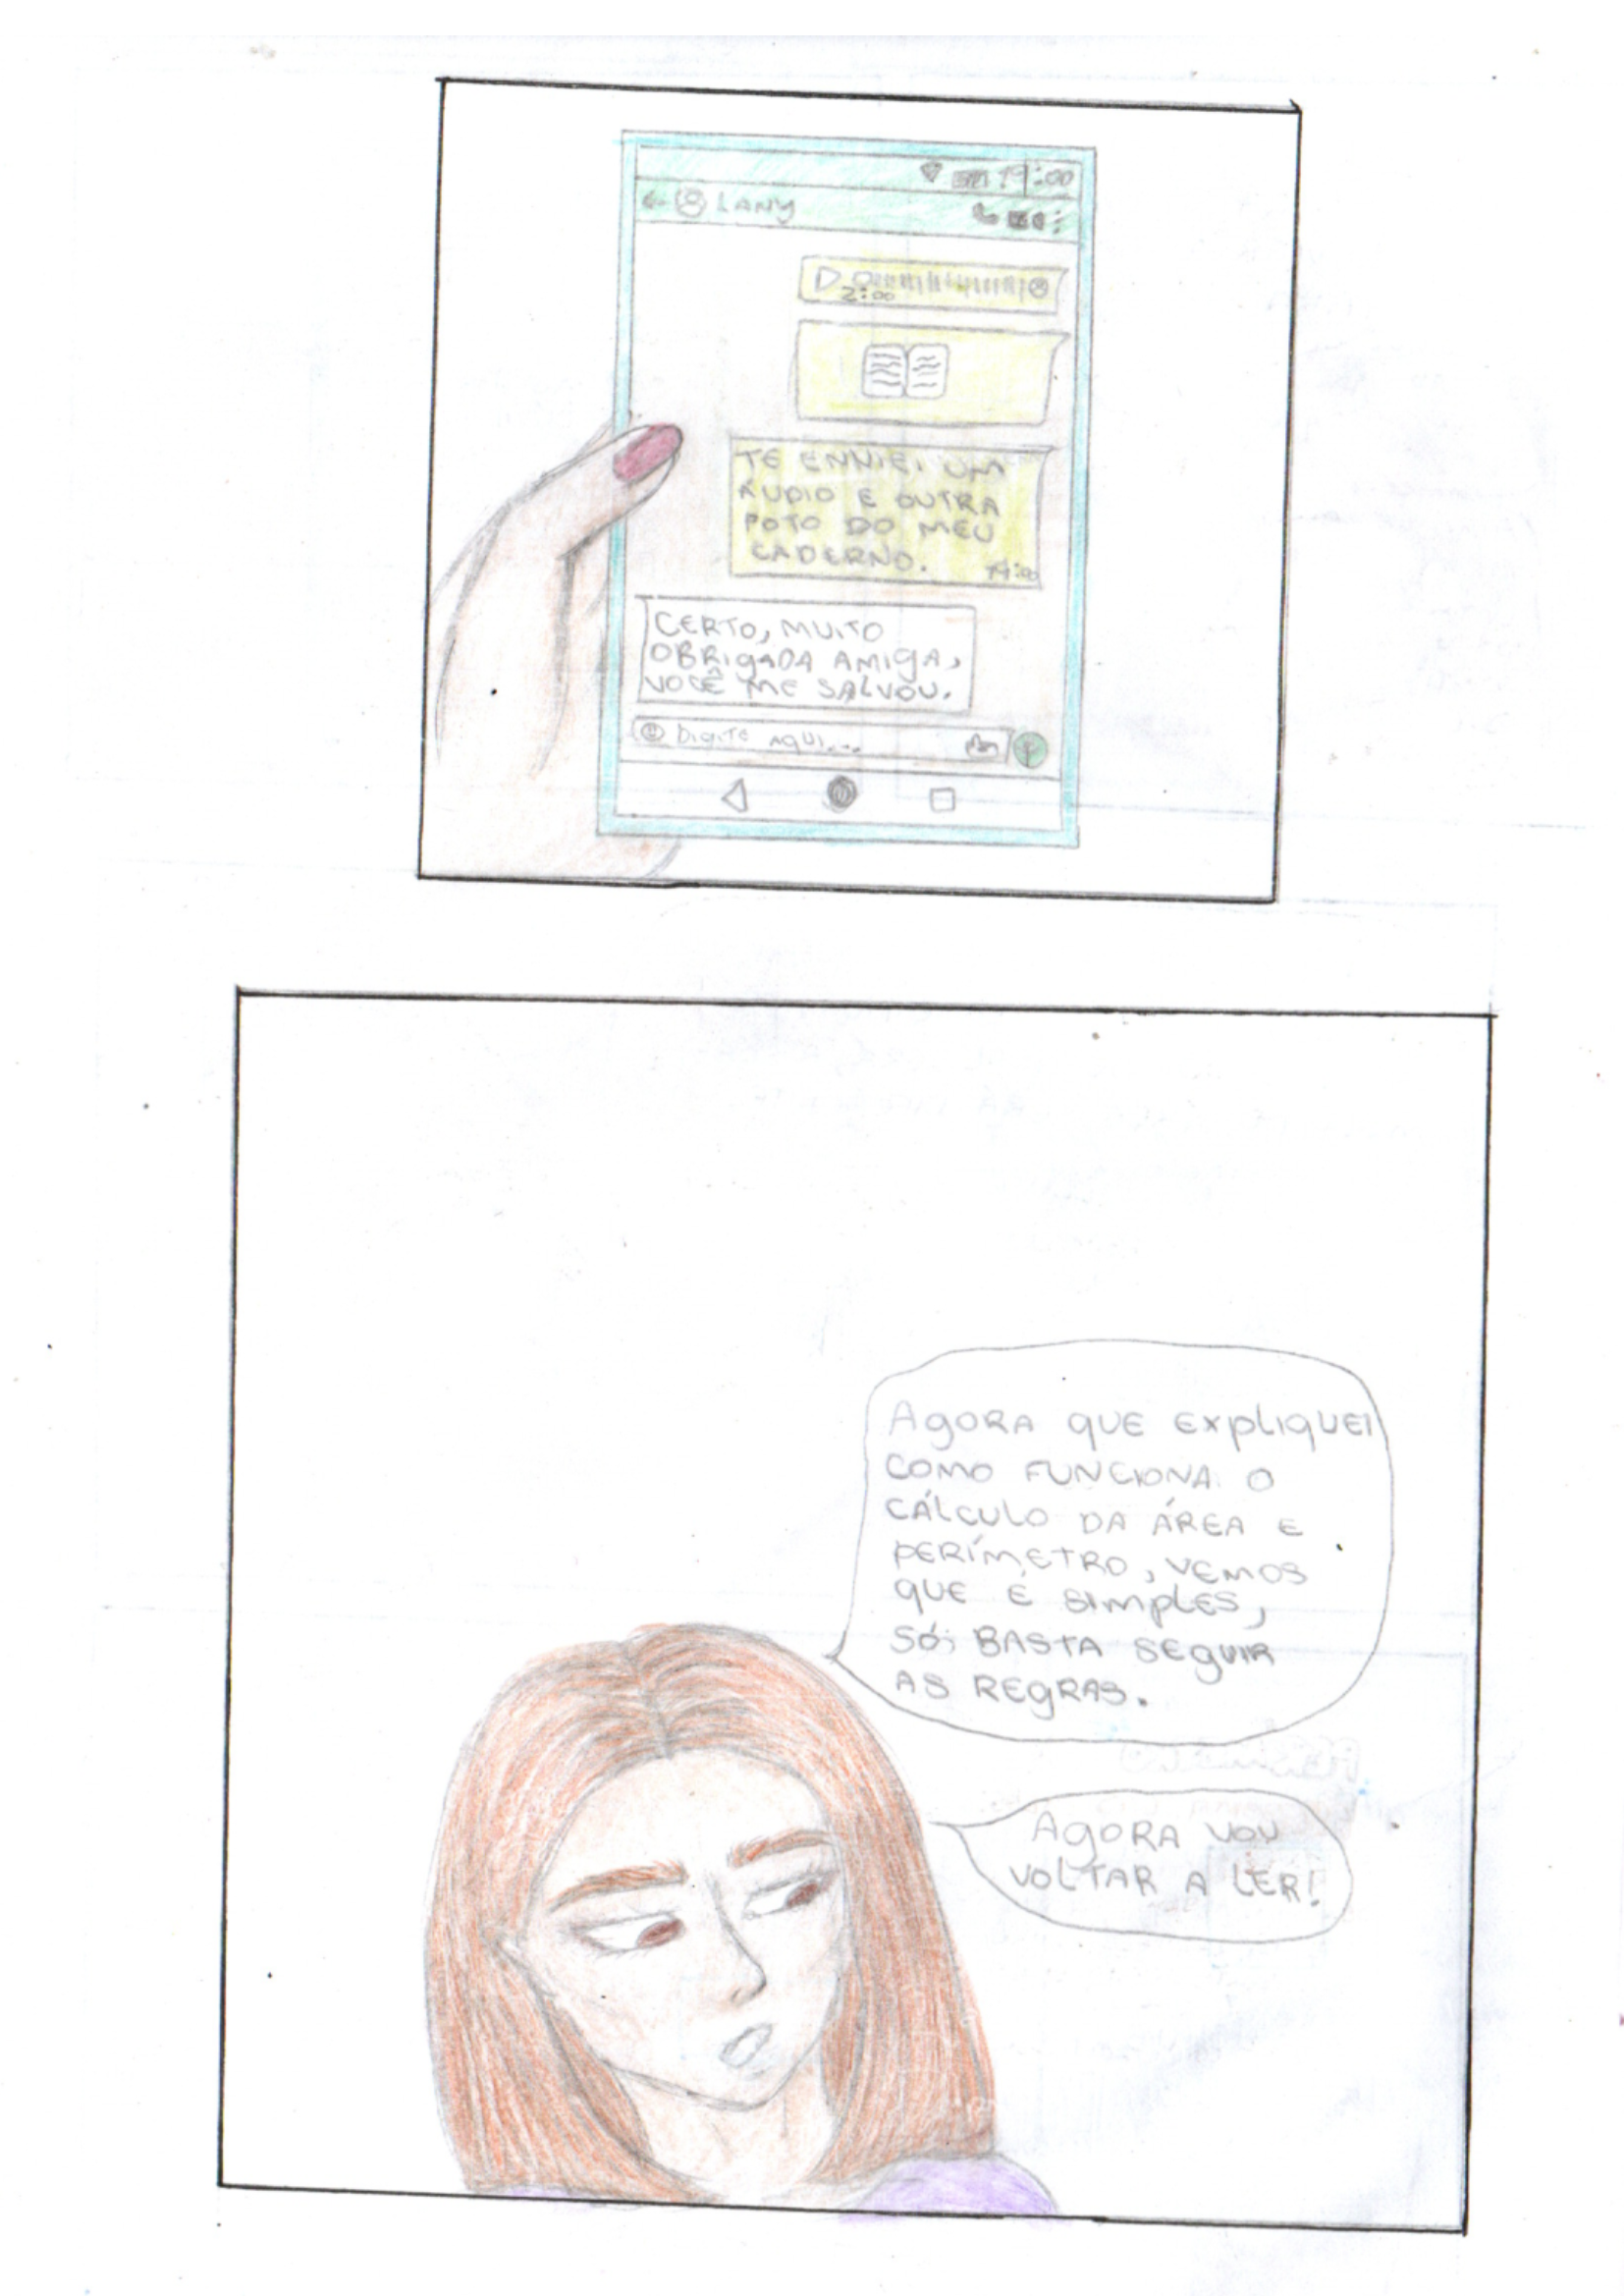 19:00
LANY
2:00
TE ENVIEI UM
ÁUDIO E OUTRA
FOTO DO MEU
CADERNO.
19:00
CERTO, MUITO
OBRIGADA AMIGA,
VOCÊ ME SALVOU.
DIGITE AQUI...
AGORA QUE EXPLIQUEI
COMO FUNCIONA O
CÁLCULO DA ÁREA E
PERÍMETRO, VEMOS
QUE É SIMPLES,
SÓ BASTA SEGUIR
AS REGRAS.
AGORA VOU
VOLTAR A LER!